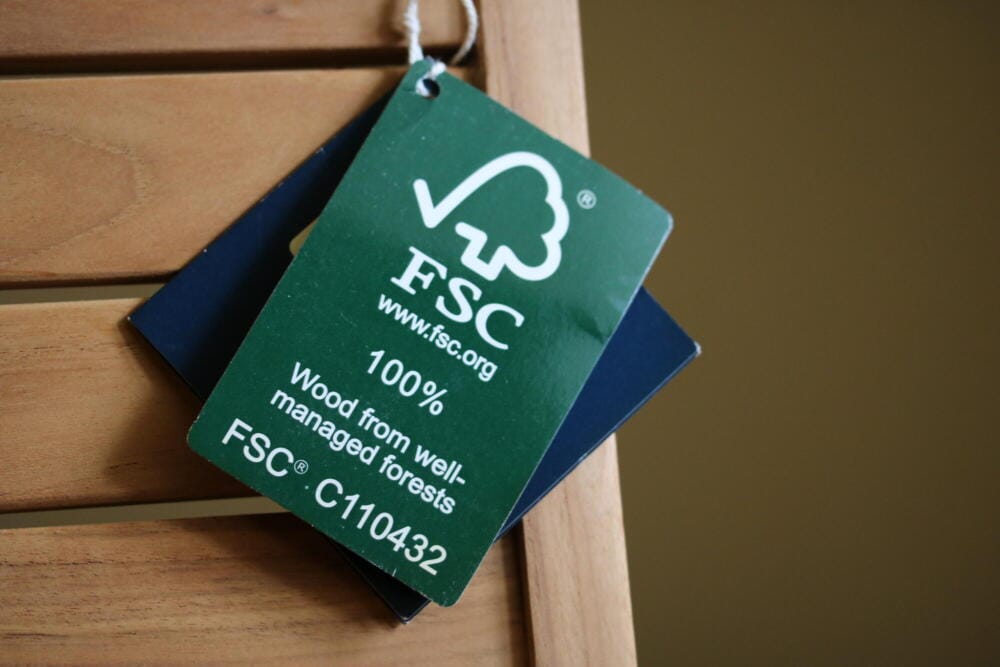 ®
FSC
www.fsc.org
100%
Wood from well-
managed forests
FSC® C110432